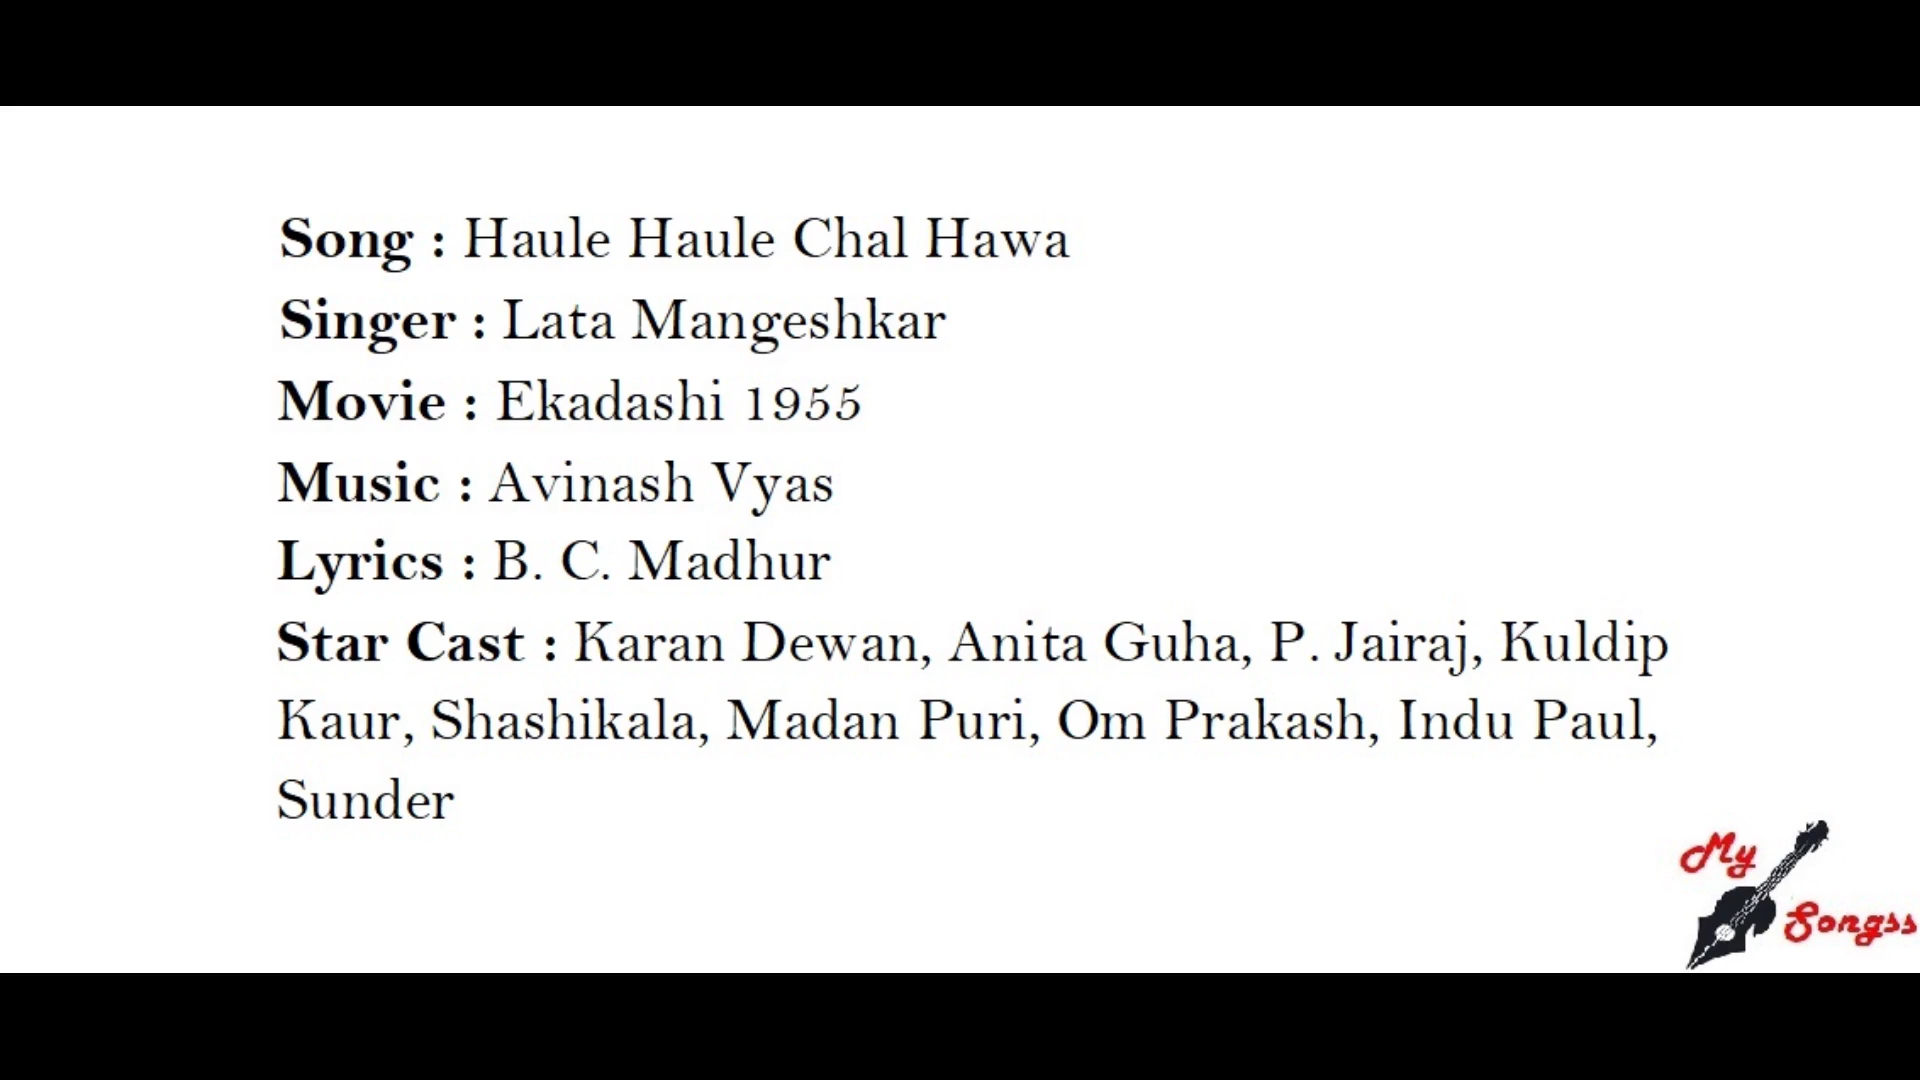 Song : Haule Haule Chal Hawa
Singer : Lata Mangeshkar
Movie : Ekadashi 1955
Music : Avinash Vyas
Lyrics : B. C. Madhur
Star Cast : Karan Dewan, Anita Guha, P. Jairaj, Kuldip
Kaur, Shashikala, Madan Puri, Om Prakash, Indu Paul,
Sunder
My
Songss